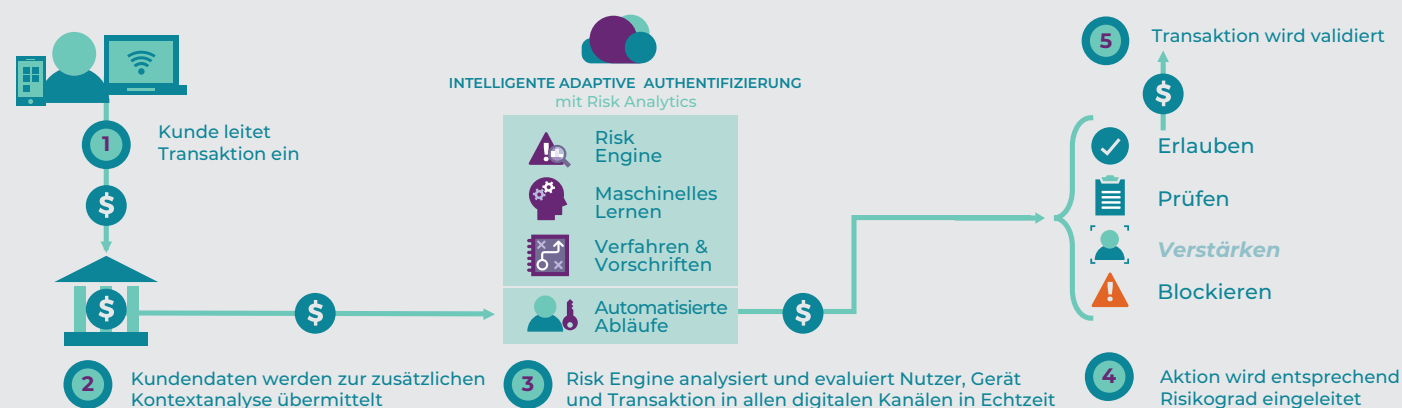 1
Kunde leitet
Transaktion ein
$
$
2
Kundendaten werden zur zusätzlichen
Kontextanalyse übermittelt
$
INTELLIGENTE ADAPTIVE AUTHENTIFIZIERUNG
mit Risk Analytics
Risk
Engine
Maschinelles
Lernen
Verfahren &
Vorschriften
Automatisierte
Abläufe
3
Risk Engine analysiert und evaluiert Nutzer, Gerät
und Transaktion in allen digitalen Kanälen in Echtzeit
$
5
Transaktion wird validiert
$
Erlauben
Prüfen
Verstärken
Blockieren
4
Aktion wird entsprechend
Risikograd eingeleitet